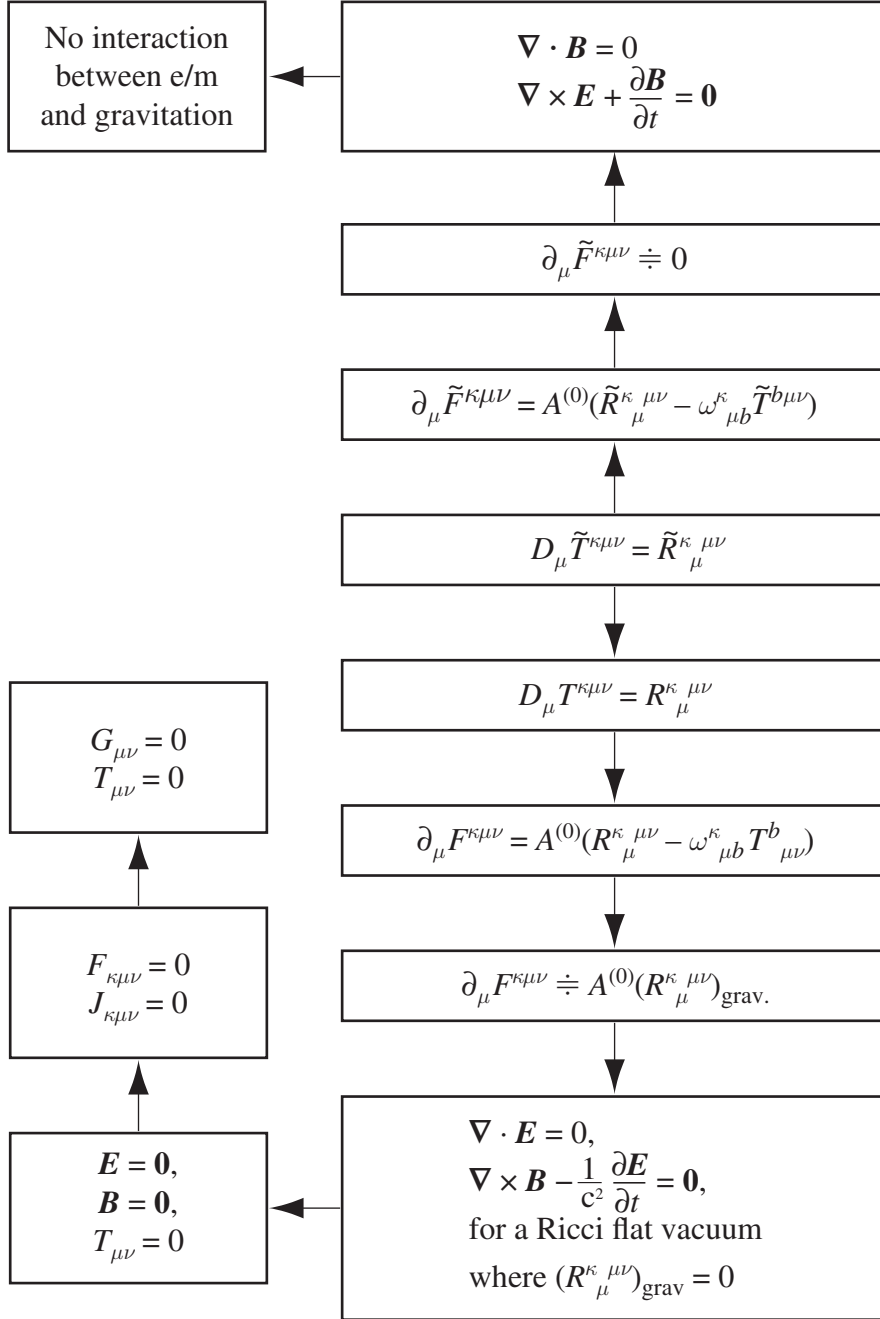 No interaction
between e/m
and gravitation
∇ · B = 0
∇ × E + ∂B/∂t = 0
∂_μ F̃^{κμν} ≑ 0
∂_μ F̃^{κμν} = A^{(0)}(R̃^κ_μ^{μν} – ω^κ_{μb} T̃^{bμν})
D_μ T̃^{κμν} = R̃^κ_μ^{μν}
D_μ T^{κμν} = R^κ_μ^{μν}
G_{μν} = 0
T_{μν} = 0
∂_μ F^{κμν} = A^{(0)}(R^κ_μ^{μν} – ω^κ_{μb} T^b_{μν})
F_{κμν} = 0
J_{κμν} = 0
∂_μ F^{κμν} ≑ A^{(0)}(R^κ_μ^{μν})_{grav.}
E = 0,
B = 0,
T_{μν} = 0
∇ · E = 0,
∇ × B – 1/c² ∂E/∂t = 0,
for a Ricci flat vacuum
where (R^κ_μ^{μν})_{grav} = 0